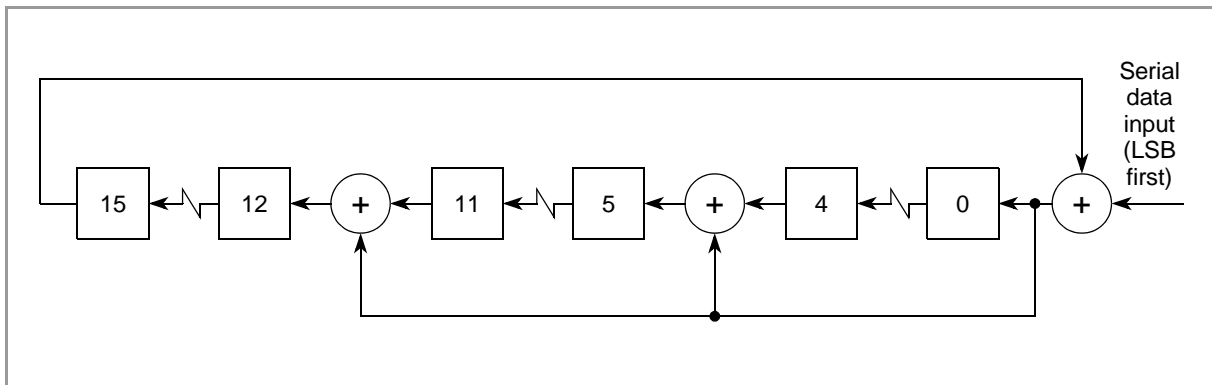 Serial
data
input
(LSB
first)
15
12
+
11
5
+
4
0
+